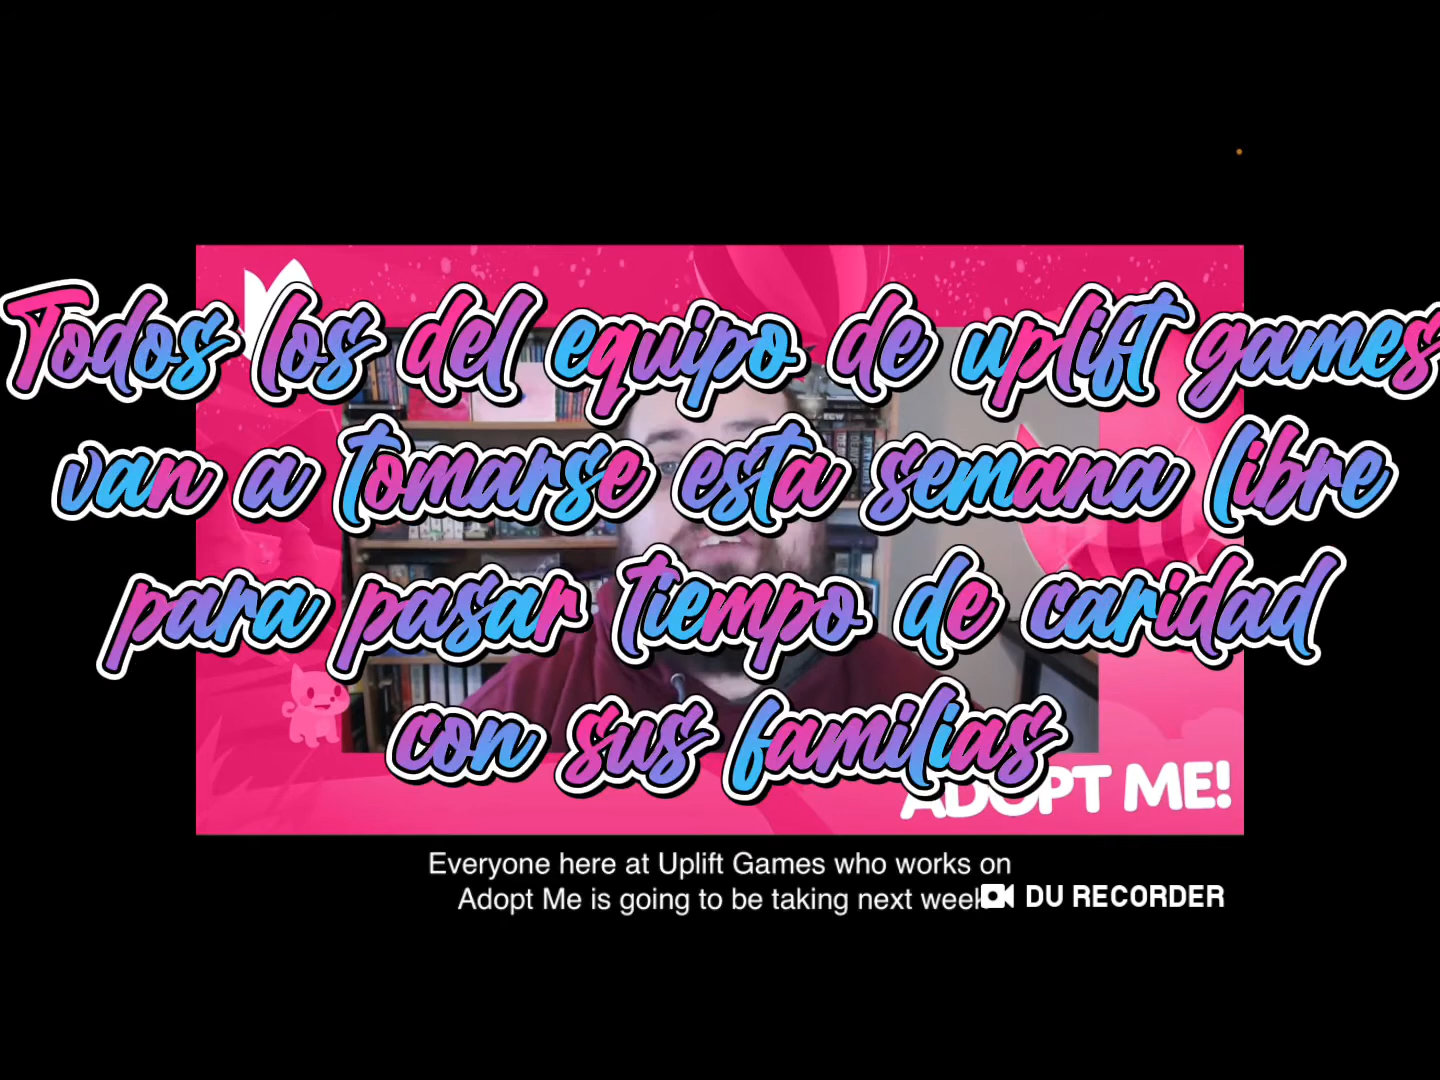 Todos los del equipo de uplift games
van a tomarse esta semana libre
para pasar tiempo de caridad
con sus familias
ADOPT ME!
Everyone here at Uplift Games who works on
Adopt Me is going to be taking next week
DU RECORDER